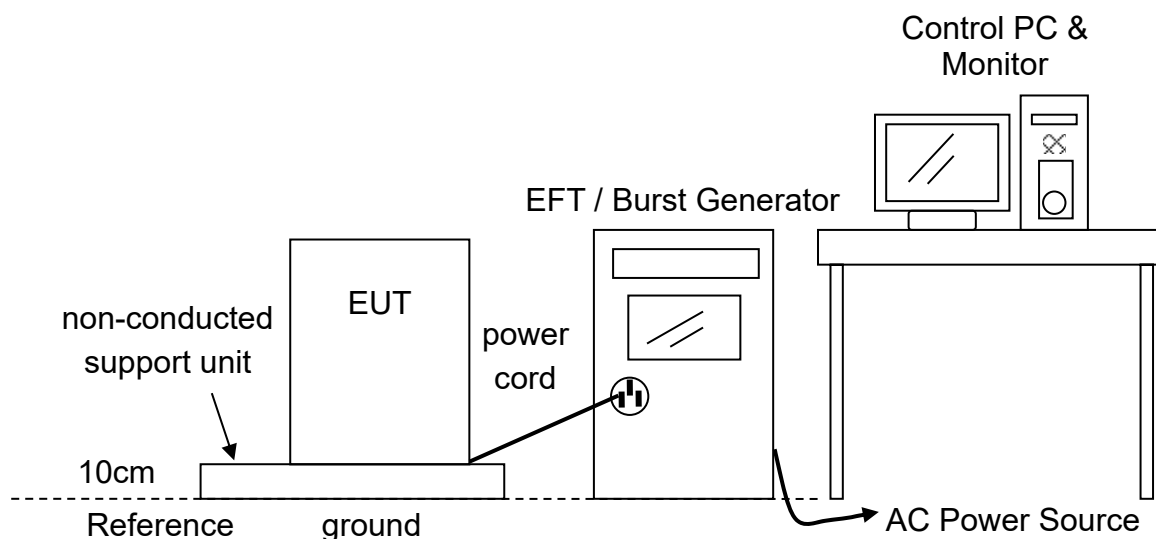 Control PC &
Monitor
EFT / Burst Generator
EUT
non-conducted
support unit
power
cord
10cm
Reference ground
AC Power Source